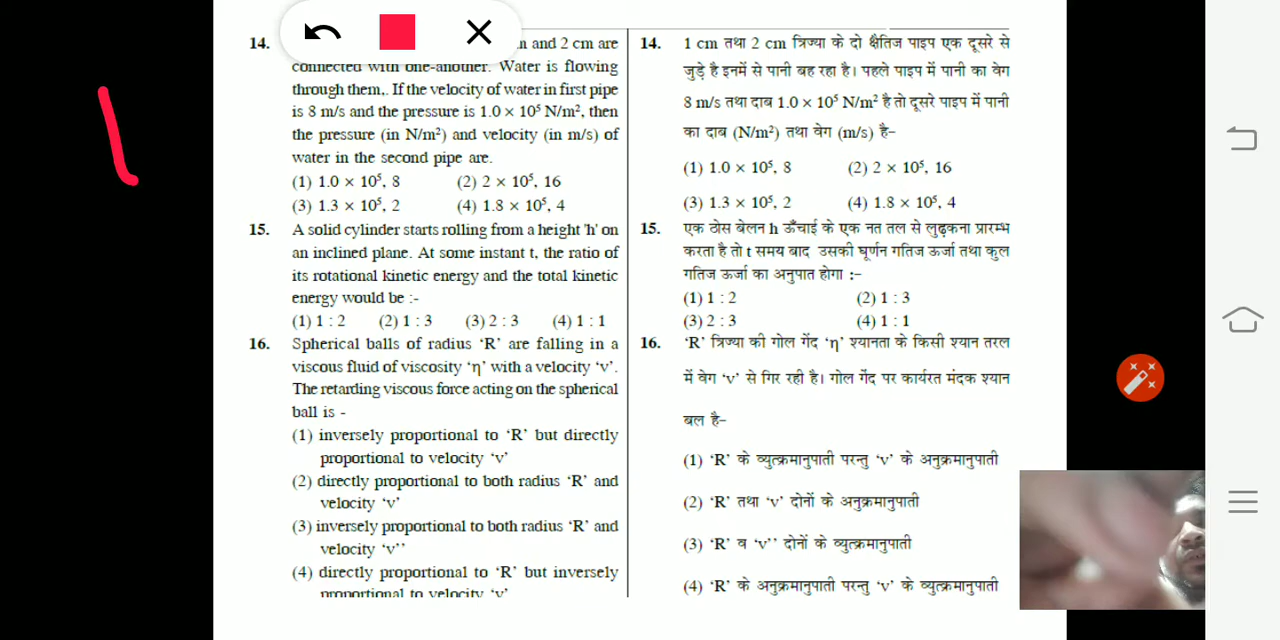 14.
n and 2 cm are
connected with one-another. Water is flowing
through them,. If the velocity of water in first pipe
is 8 m/s and the pressure is 1.0 × 10⁵ N/m², then
the pressure (in N/m²) and velocity (in m/s) of
water in the second pipe are.
(1) 1.0 × 10⁵, 8 (2) 2 × 10⁵, 16
(3) 1.3 × 10⁵, 2 (4) 1.8 × 10⁵, 4
15. A solid cylinder starts rolling from a height 'h' on
an inclined plane. At some instant t, the ratio of
its rotational kinetic energy and the total kinetic
energy would be :-
(1) 1 : 2 (2) 1 : 3 (3) 2 : 3 (4) 1 : 1
16. Spherical balls of radius ‘R’ are falling in a
viscous fluid of viscosity ‘η’ with a velocity ‘v’.
The retarding viscous force acting on the spherical
ball is -
(1) inversely proportional to ‘R’ but directly
proportional to velocity ‘v’
(2) directly proportional to both radius ‘R’ and
velocity ‘v’
(3) inversely proportional to both radius ‘R’ and
velocity ‘v’’
(4) directly proportional to ‘R’ but inversely
proportional to velocity ‘v’
14. 1 cm तथा 2 cm त्रिज्या के दो क्षैतिज पाइप एक दूसरे से
जुड़े है इनमें से पानी बह रहा है। पहले पाइप में पानी का वेग
8 m/s तथा दाब 1.0 × 10⁵ N/m² है तो दूसरे पाइप में पानी
का दाब (N/m²) तथा वेग (m/s) है–
(1) 1.0 × 10⁵, 8 (2) 2 × 10⁵, 16
(3) 1.3 × 10⁵, 2 (4) 1.8 × 10⁵, 4
15. एक ठोस बेलन h ऊँचाई के एक नत तल से लुढ़कना प्रारम्भ
करता है तो t समय बाद उसकी घूर्णन गतिज ऊर्जा तथा कुल
गतिज ऊर्जा का अनुपात होगा :–
(1) 1 : 2 (2) 1 : 3
(3) 2 : 3 (4) 1 : 1
16. ‘R’ त्रिज्या की गोल गेंद ‘η’ श्यानता के किसी श्यान तरल
में वेग ‘v’ से गिर रही है। गोल गेंद पर कार्यरत मंदक श्यान
बल है–
(1) ‘R’ के व्युत्क्रमानुपाती परन्तु ‘v’ के अनुक्रमानुपाती
(2) ‘R’ तथा ‘v’ दोनों के अनुक्रमानुपाती
(3) ‘R’ व ‘v’’ दोनों के व्युत्क्रमानुपाती
(4) ‘R’ के अनुक्रमानुपाती परन्तु ‘v’ के व्युत्क्रमानुपाती